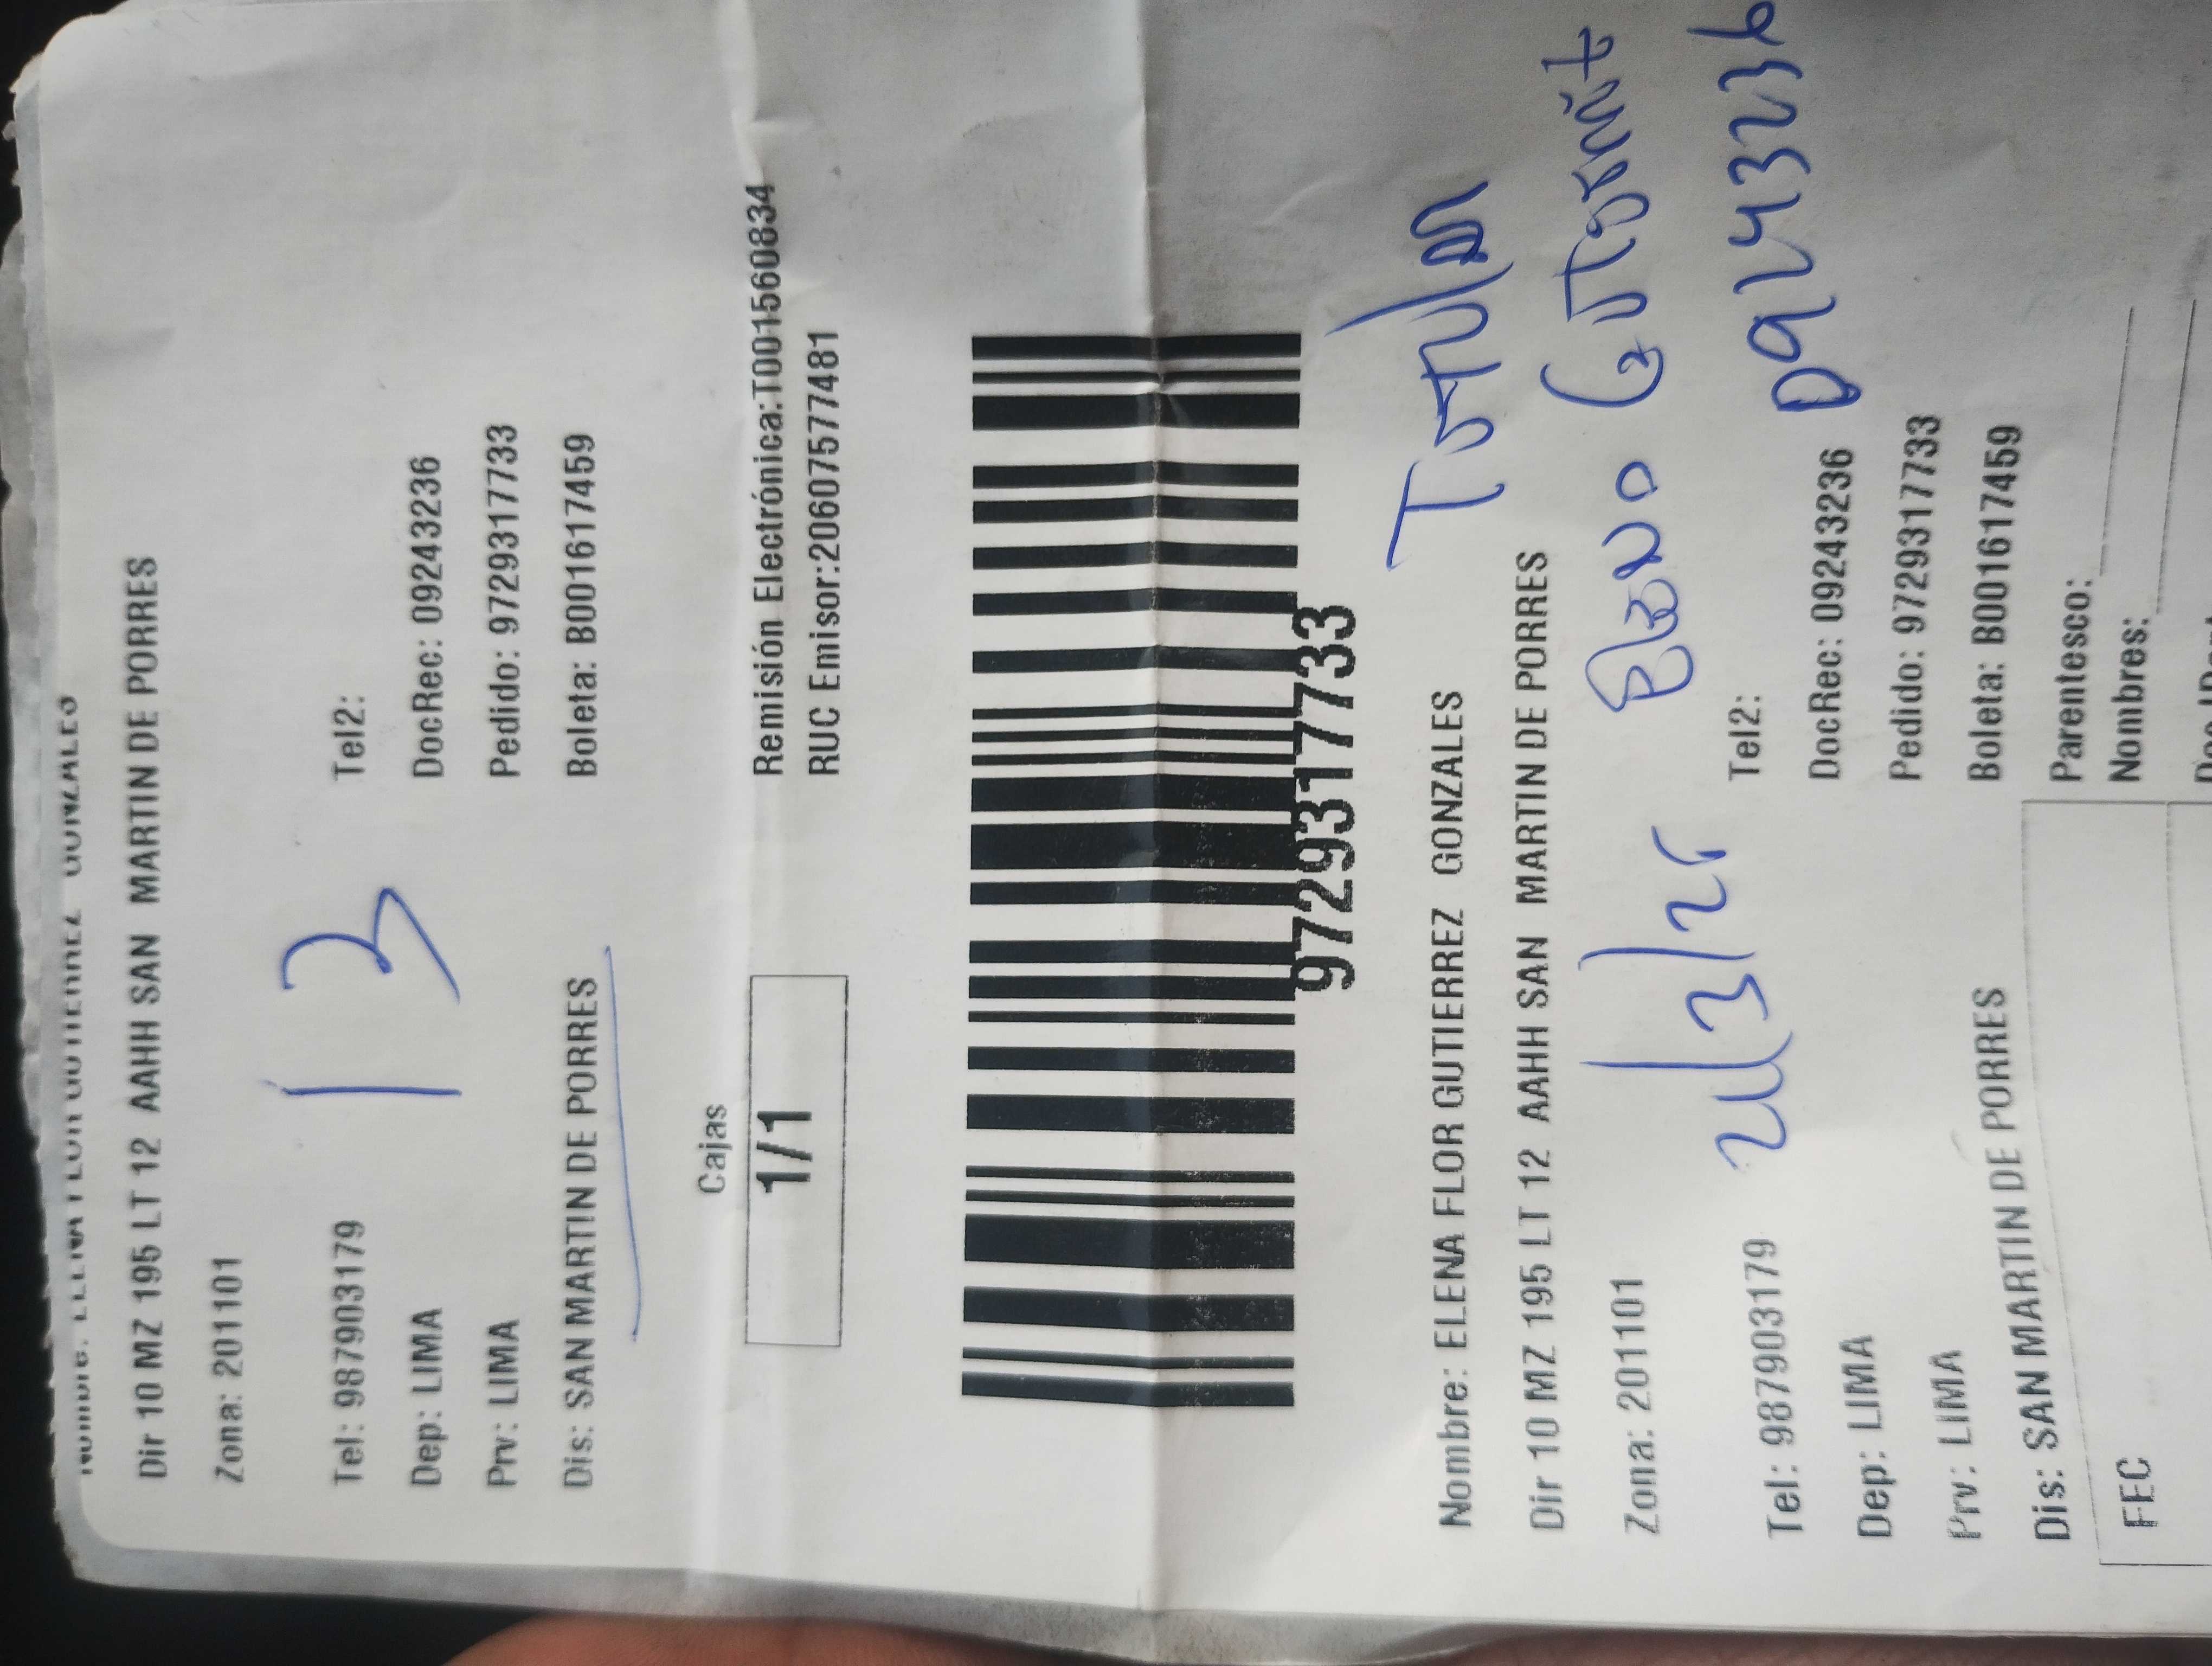 Dir 10 MZ 195 LT 12 AAHH SAN MARTIN DE PORRES
Zona: 201101
13
Tel: 987903179 Tel2:
Dep: LIMA DocRec: 09243236
Prv: LIMA Pedido: 9729317733
Dis: SAN MARTIN DE PORRES Boleta: B001617459
Cajas
1/1
Remisión Electrónica:T001560834
RUC Emisor:20607577481
9729317733
Nombre: ELENA FLOR GUTIERREZ GONZALES
Dir 10 MZ 195 LT 12 AAHH SAN MARTIN DE PORRES
Zona: 201101
09243236
Tel: 987903179 Tel2:
Dep: LIMA DocRec: 09243236
Prv: LIMA Pedido: 9729317733
Dis: SAN MARTIN DE PORRES Boleta: B001617459
Parentesco:
Nombres:
FEC